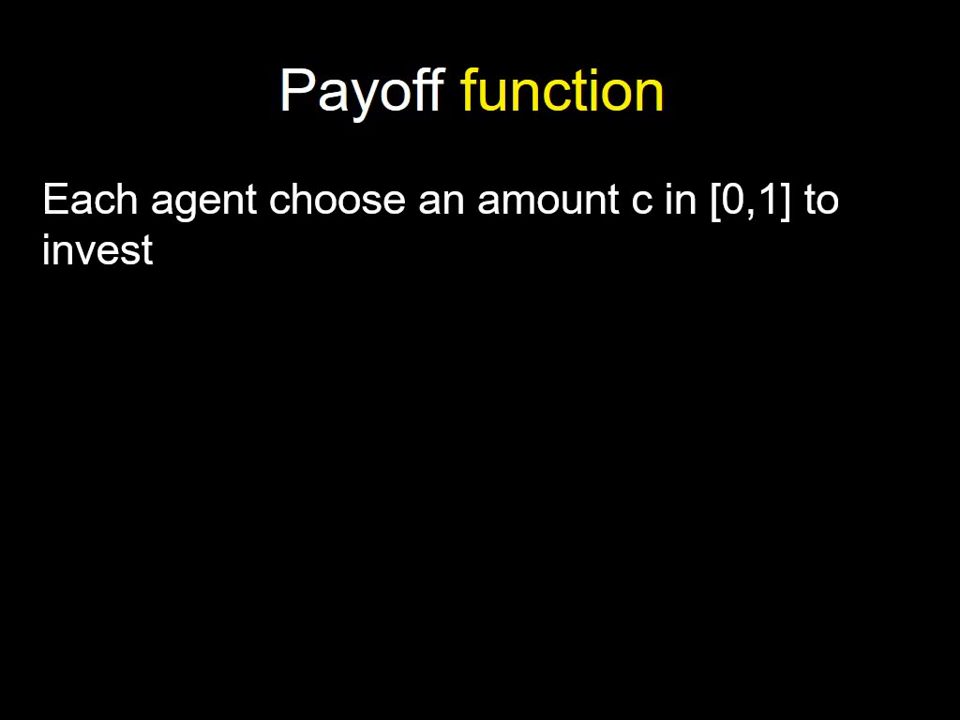 Payoff function
Each agent choose an amount c in [0,1] to
invest